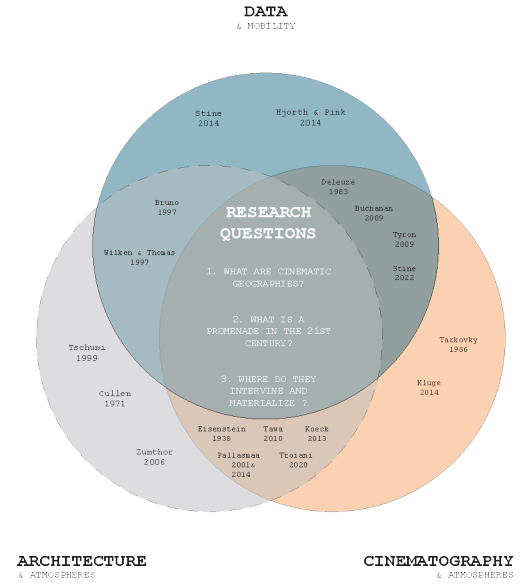 DATA
& MOBILITY
Stine
2014
Hjorth & Pink
2014
Deleuze
1983
Bruno
1997
Buchanan
2009
RESEARCH
QUESTIONS
Tyron
2009
Wilken & Thomas
1997
Stine
2022
1. WHAT ARE CINEMATIC
GEOGRAPHIES?
2. WHAT IS A
PROMENADE IN THE 21ST
CENTURY?
Tschumi
1999
Tarkovky
1986
3. WHERE DO THEY
INTERVINE AND
MATERIALIZE ?
Cullen
1971
Kluge
2014
Eisenstein
1938
Tawa
2010
Koeck
2013
Zumthor
2006
Pallasmaa
2001&
2014
Troiani
2020
ARCHITECTURE
& ATMOSPHERES
CINEMATOGRAPHY
& ATMOSPHERES